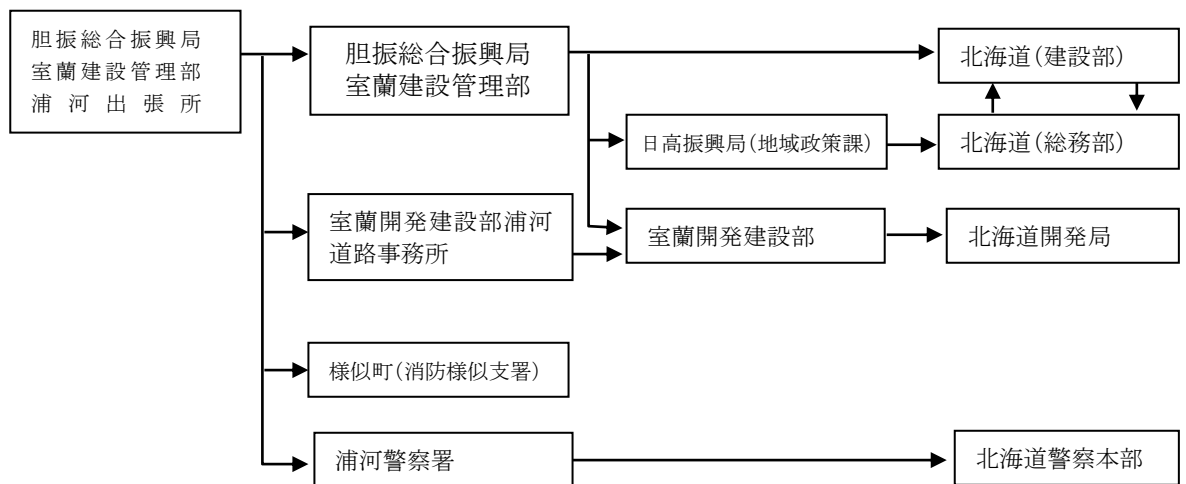 胆振総合振興局
室蘭建設管理部
浦河出張所
胆振総合振興局
室蘭建設管理部
北海道（建設部）
日高振興局（地域政策課）
北海道（総務部）
室蘭開発建設部浦河
道路事務所
室蘭開発建設部
北海道開発局
様似町（消防様似支署）
浦河警察署
北海道警察本部